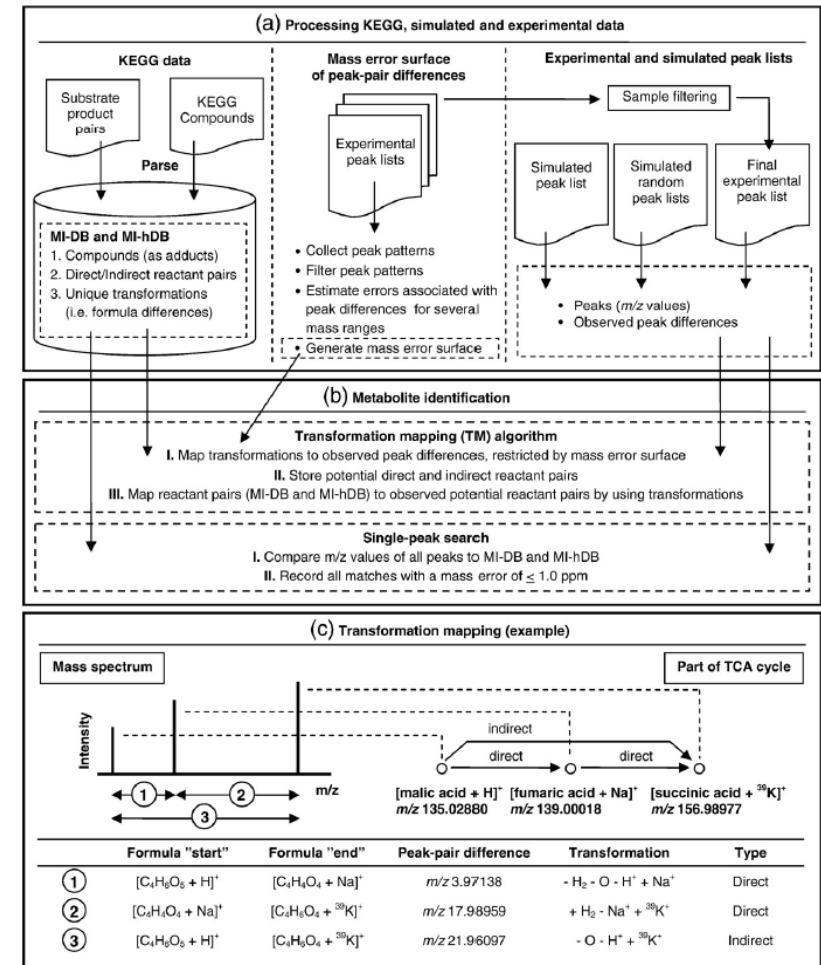 (a) Processing KEGG, simulated and experimental data
KEGG data
Substrate
product
pairs
KEGG
Compounds
Parse
MI-DB and MI-hDB
1. Compounds (as adducts)
2. Direct/Indirect reactant pairs
3. Unique transformations
(i.e. formula differences)
Mass error surface
of peak-pair differences
Experimental
peak lists
• Collect peak patterns
• Filter peak patterns
• Estimate errors associated with
peak differences for several
mass ranges
• Generate mass error surface
Experimental and simulated peak lists
Sample filtering
Simulated
peak list
Simulated
random
peak lists
Final
experimental
peak list
• Peaks (m/z values)
• Observed peak differences
(b) Metabolite identification
Transformation mapping (TM) algorithm
I. Map transformations to observed peak differences, restricted by mass error surface
II. Store potential direct and indirect reactant pairs
III. Map reactant pairs (MI-DB and MI-hDB) to observed potential reactant pairs by using transformations
Single-peak search
I. Compare m/z values of all peaks to MI-DB and MI-hDB
II. Record all matches with a mass error of ≤ 1.0 ppm
(c) Transformation mapping (example)
Mass spectrum
Part of TCA cycle
Intensity
m/z
1
2
3
indirect
direct
direct
[malic acid + H]⁺ [fumaric acid + Na]⁺ [succinic acid + ³⁹K]⁺
m/z 135.02880 m/z 139.00018 m/z 156.98977
Formula "start" Formula "end" Peak-pair difference Transformation Type
1 [C₄H₆O₅ + H]⁺ [C₄H₄O₄ + Na]⁺ m/z 3.97138 - H₂ - O - H⁺ + Na⁺ Direct
2 [C₄H₄O₄ + Na]⁺ [C₄H₆O₄ + ³⁹K]⁺ m/z 17.98959 + H₂ - Na⁺ + ³⁹K⁺ Direct
3 [C₄H₆O₅ + H]⁺ [C₄H₆O₄ + ³⁹K]⁺ m/z 21.96097 - O - H⁺ + ³⁹K⁺ Indirect